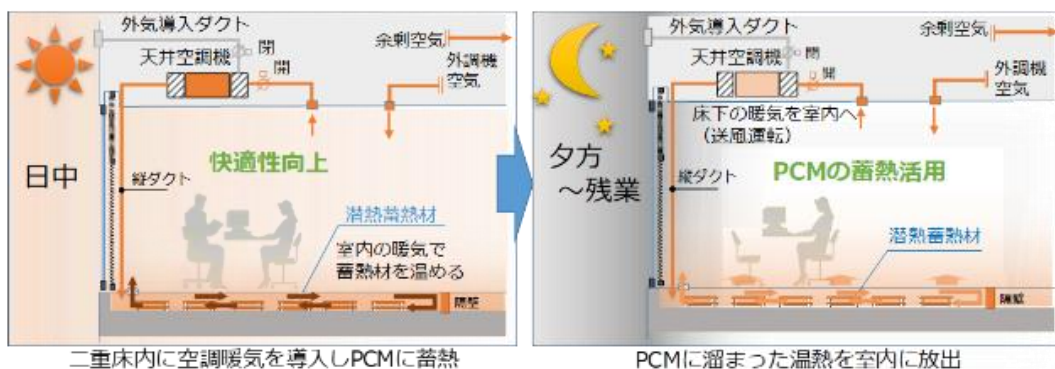 外気導入ダクト
余剰空気
天井空調機
閉
開
外調機
空気
日中
快適性向上
縦ダクト
潜熱蓄熱材
室内の暖気で
蓄熱材を温める
隔壁
二重床内に空調暖気を導入しPCMに蓄熱
外気導入ダクト
余剰空気
天井空調機
閉
開
外調機
空気
床下の暖気を室内へ
（送風運転）
夕方
～残業
PCMの蓄熱活用
縦ダクト
潜熱蓄熱材
隔壁
PCMに溜まった温熱を室内に放出